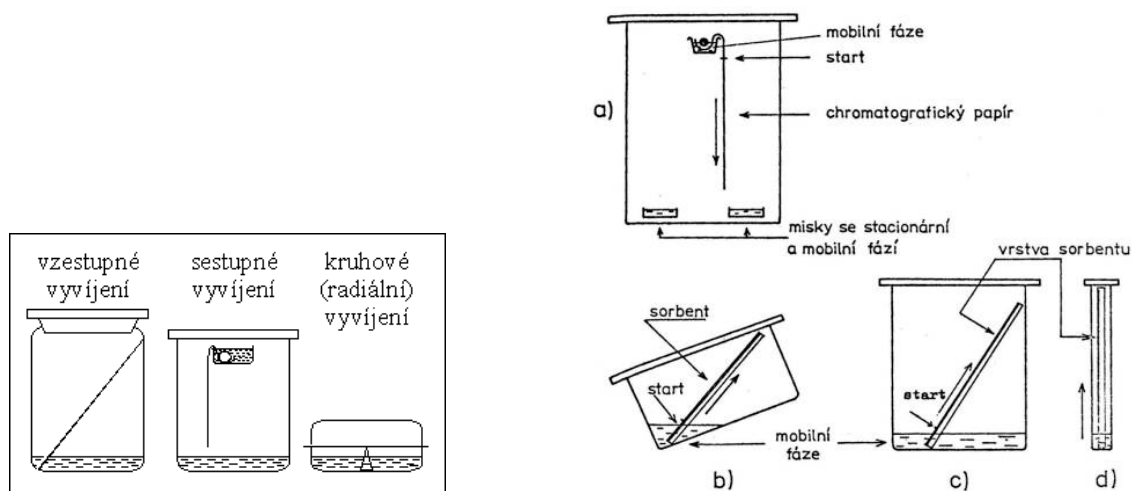 vzestupné
vyvíjení
sestupné
vyvíjení
kruhové
(radiální)
vyvíjení
mobilní fáze
start
a)
chromatografický papír
misky se stacionární
a mobilní fází
vrstva sorbentu
sorbent
start
start
mobilní
fáze
b)
c)
d)